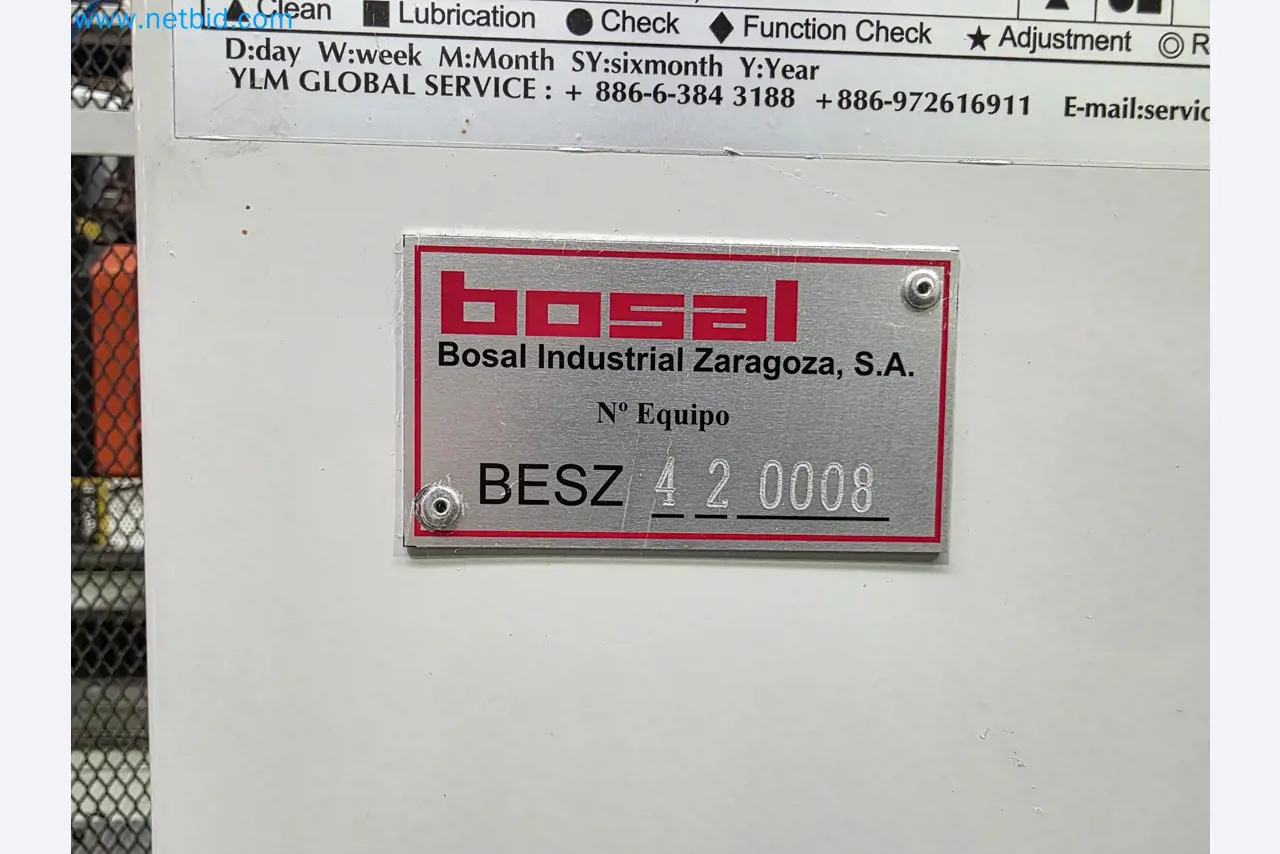 www.netbid.com
▲ Clean ■ Lubrication ● Check ◆ Function Check ★ Adjustment ◎ R
D:day W:week M:Month SY:sixmonth Y:Year
YLM GLOBAL SERVICE : + 886-6-384 3188 +886-972616911 E-mail:servic
bosal
Bosal Industrial Zaragoza, S.A.
Nº Equipo
BESZ 4 2 0008